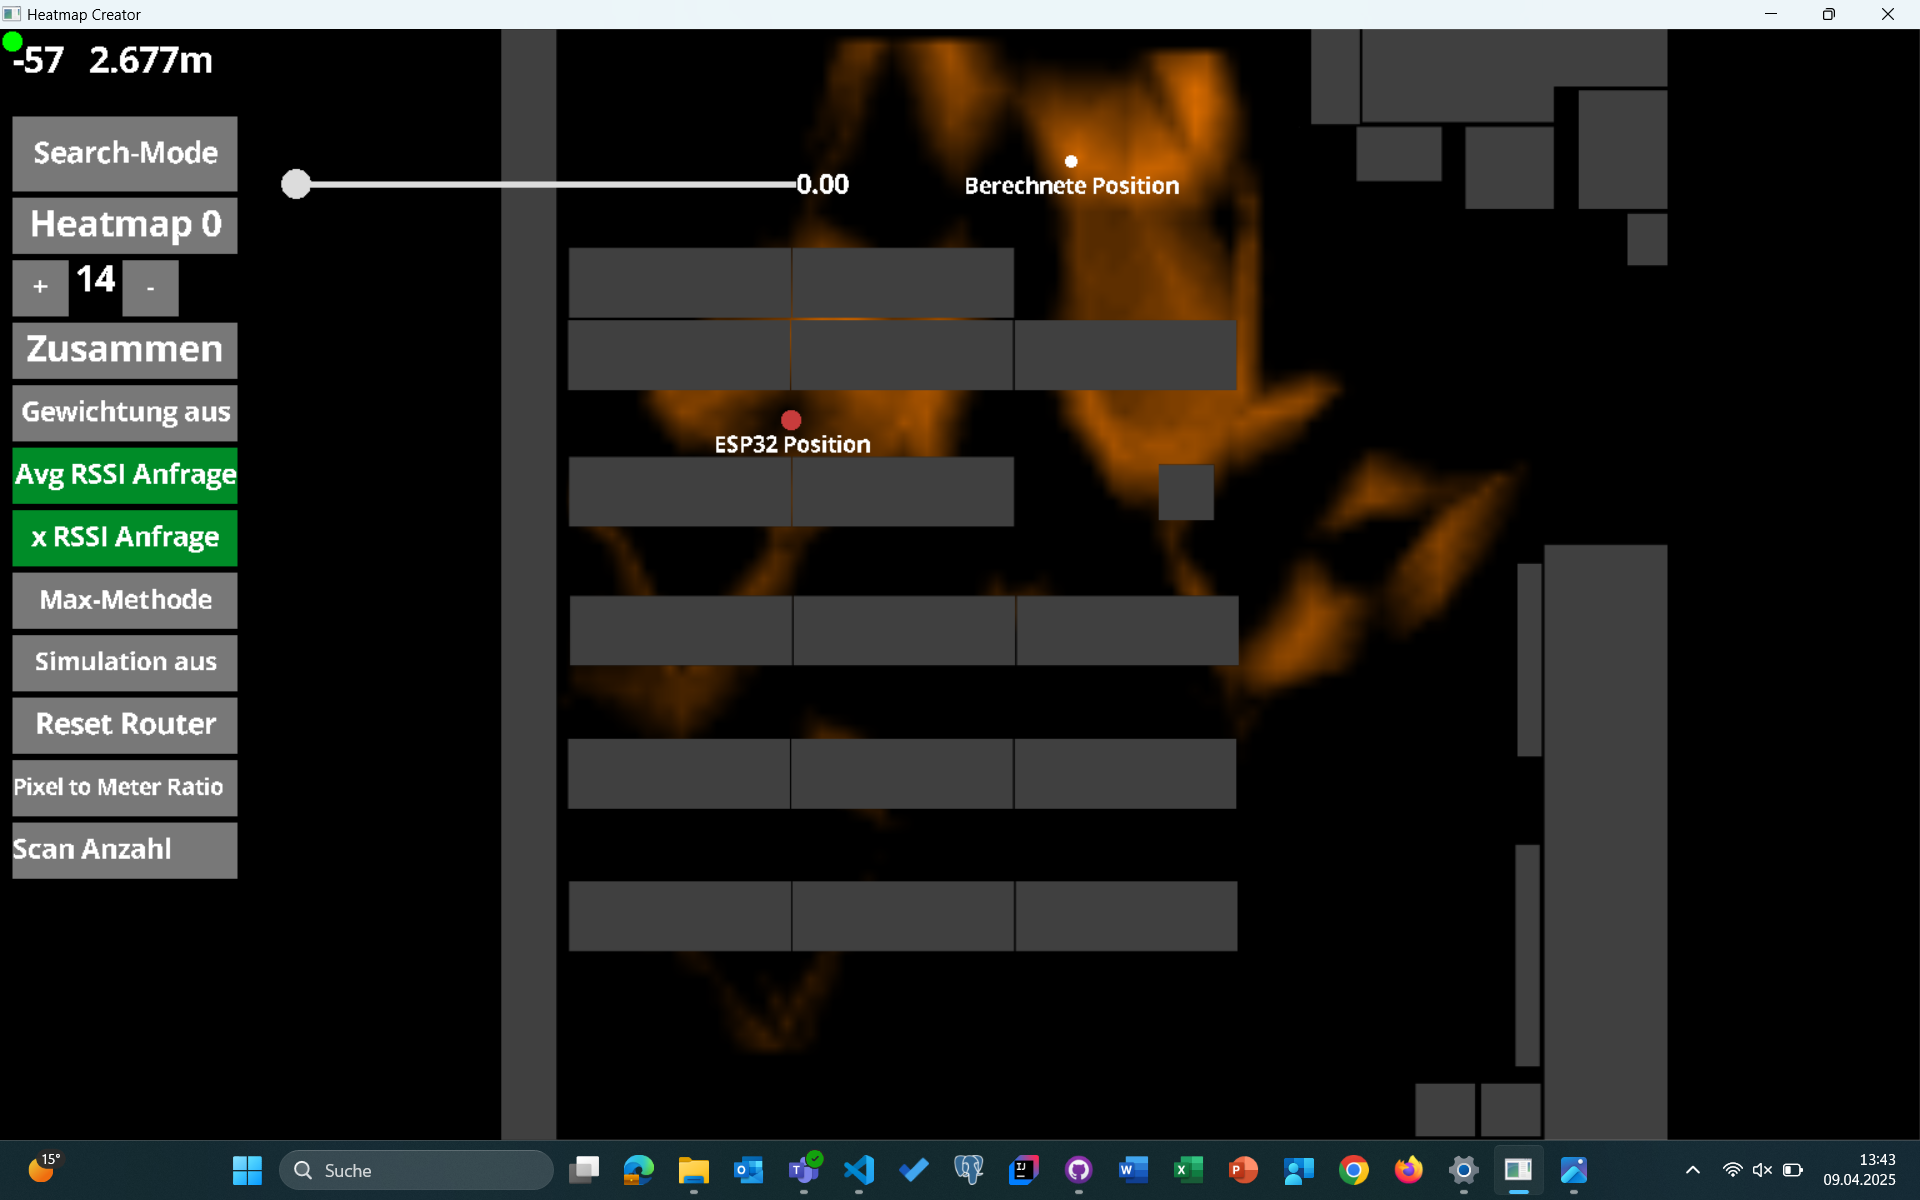 Heatmap Creator
-57 2.677m
Search-Mode
0.00
Berechnete Position
Heatmap 0
+ 14 -
Zusammen
Gewichtung aus
ESP32 Position
Avg RSSI Anfrage
x RSSI Anfrage
Max-Methode
Simulation aus
Reset Router
Pixel to Meter Ratio
Scan Anzahl
15°
Suche
13:43
09.04.2025